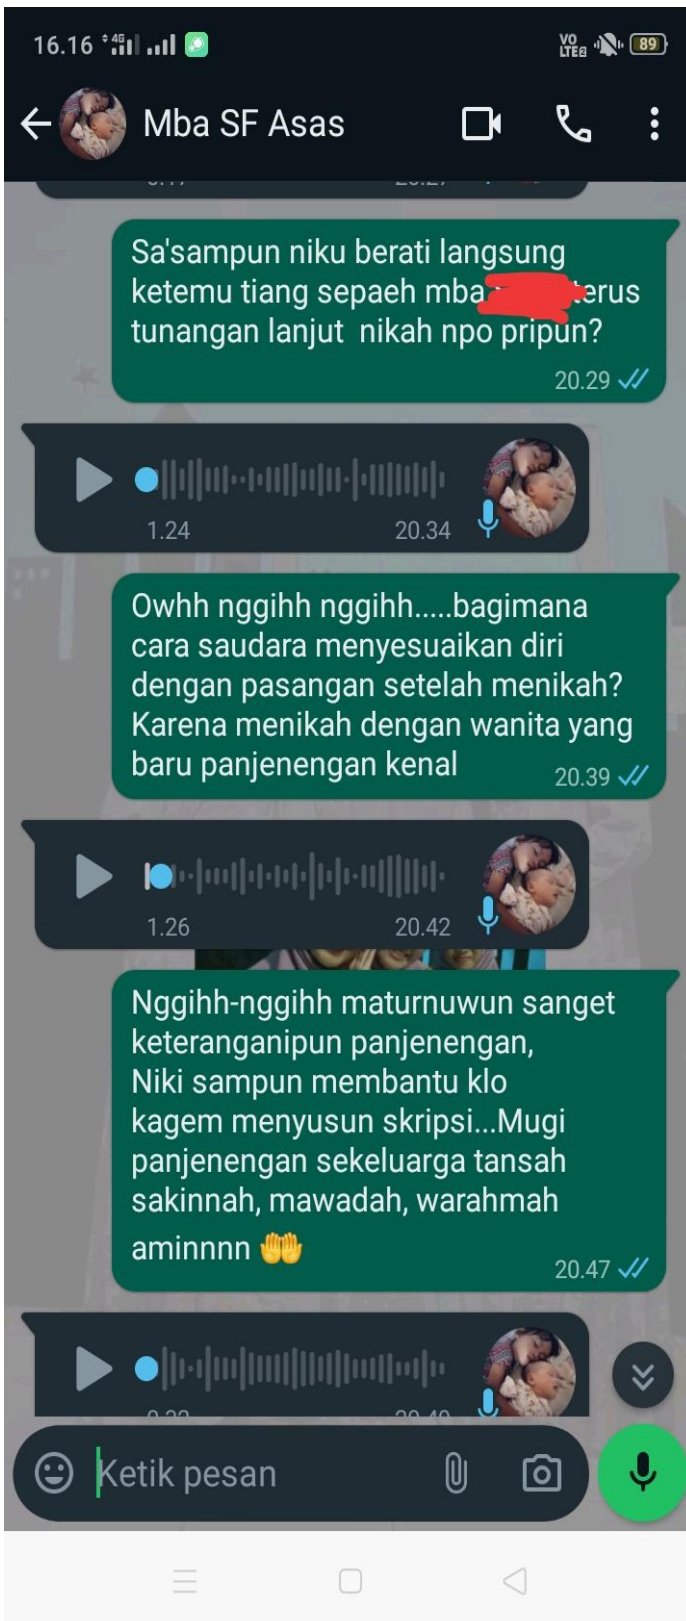 16.16 4G VO LTE2 89
Mba SF Asas
Sa'sampun niku berati langsung
ketemu tiang sepaeh mba terus
tunangan lanjut nikah npo pripun?
20.29
1.24 20.34
Owhh nggihh nggihh.....bagimana
cara saudara menyesuaikan diri
dengan pasangan setelah menikah?
Karena menikah dengan wanita yang
baru panjenengan kenal
20.39
1.26 20.42
Nggihh-nggihh maturnuwun sanget
keteranganipun panjenengan,
Niki sampun membantu klo
kagem menyusun skripsi...Mugi
panjenengan sekeluarga tansah
sakinnah, mawadah, warahmah
aminnnn 🤲
20.47
Ketik pesan